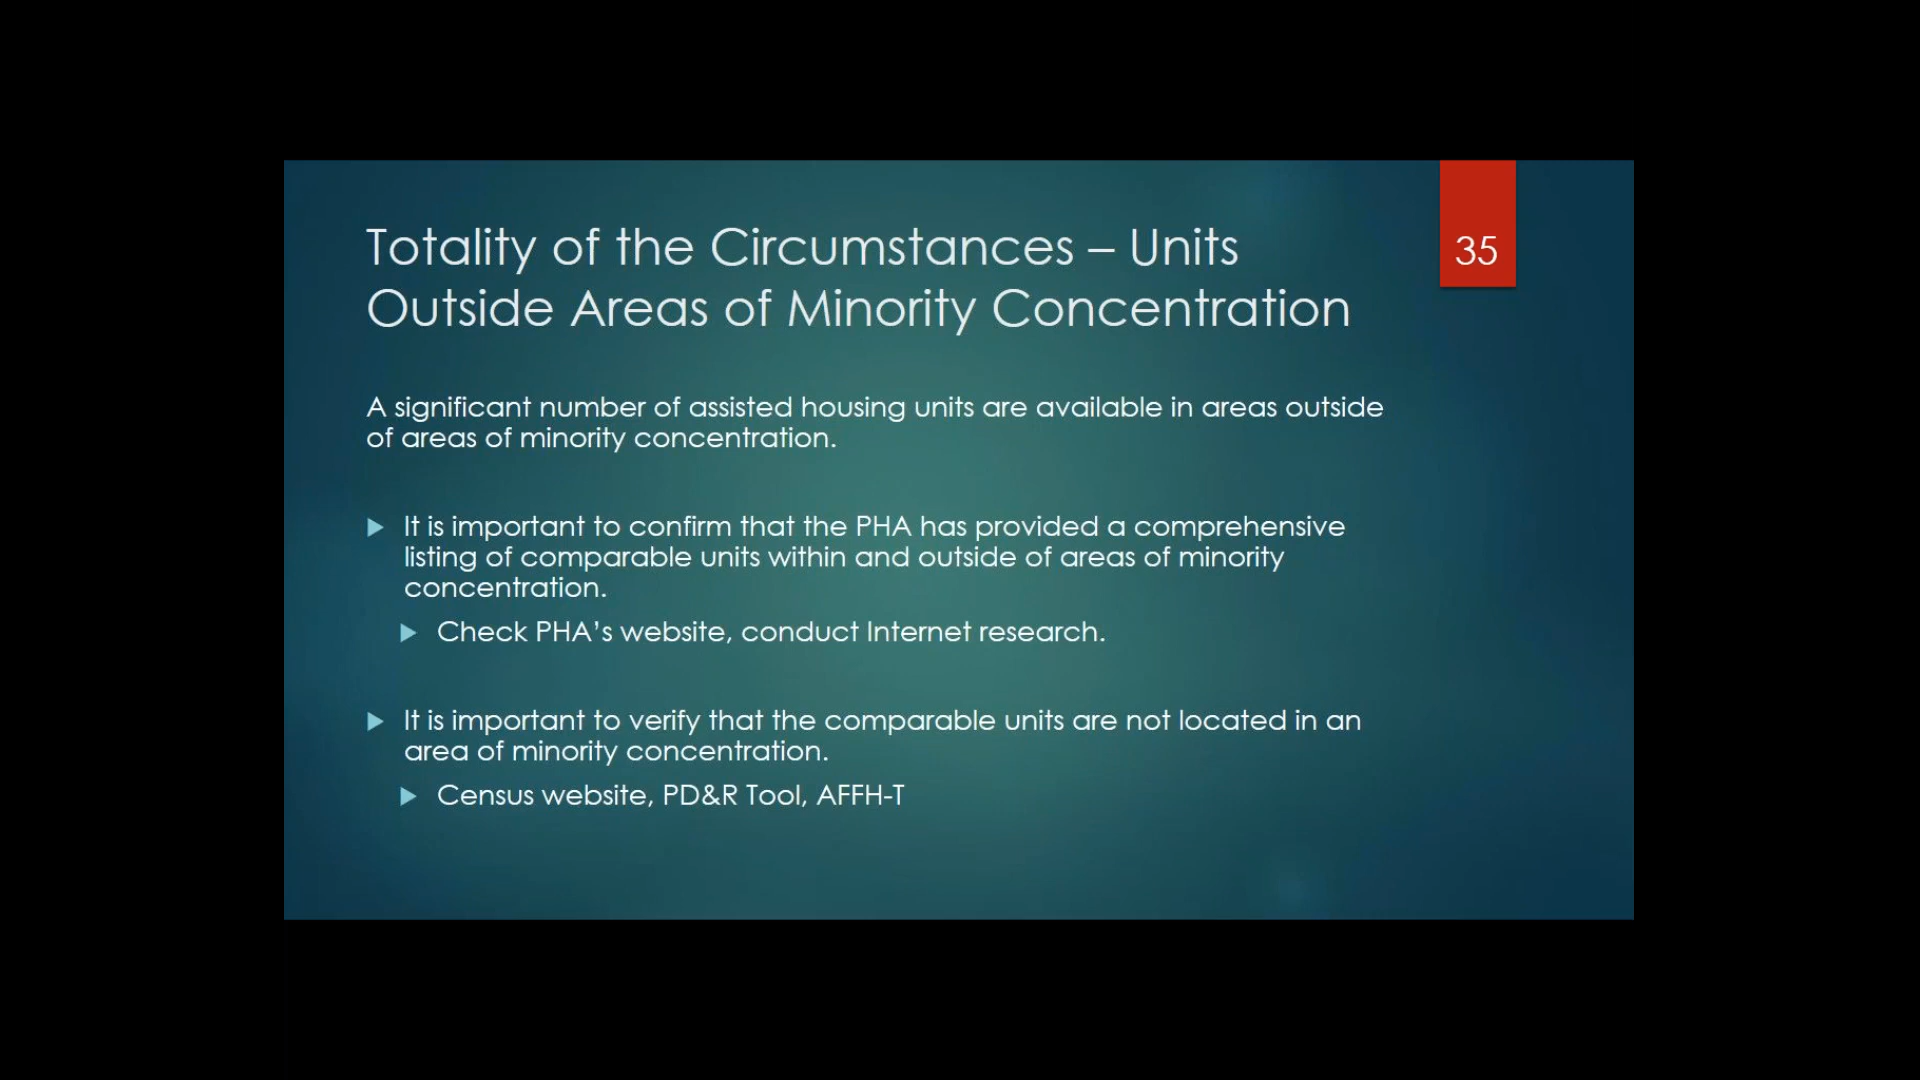 Totality of the Circumstances – Units
Outside Areas of Minority Concentration
35
A significant number of assisted housing units are available in areas outside
of areas of minority concentration.
It is important to confirm that the PHA has provided a comprehensive
listing of comparable units within and outside of areas of minority
concentration.
Check PHA’s website, conduct Internet research.
It is important to verify that the comparable units are not located in an
area of minority concentration.
Census website, PD&R Tool, AFFH-T